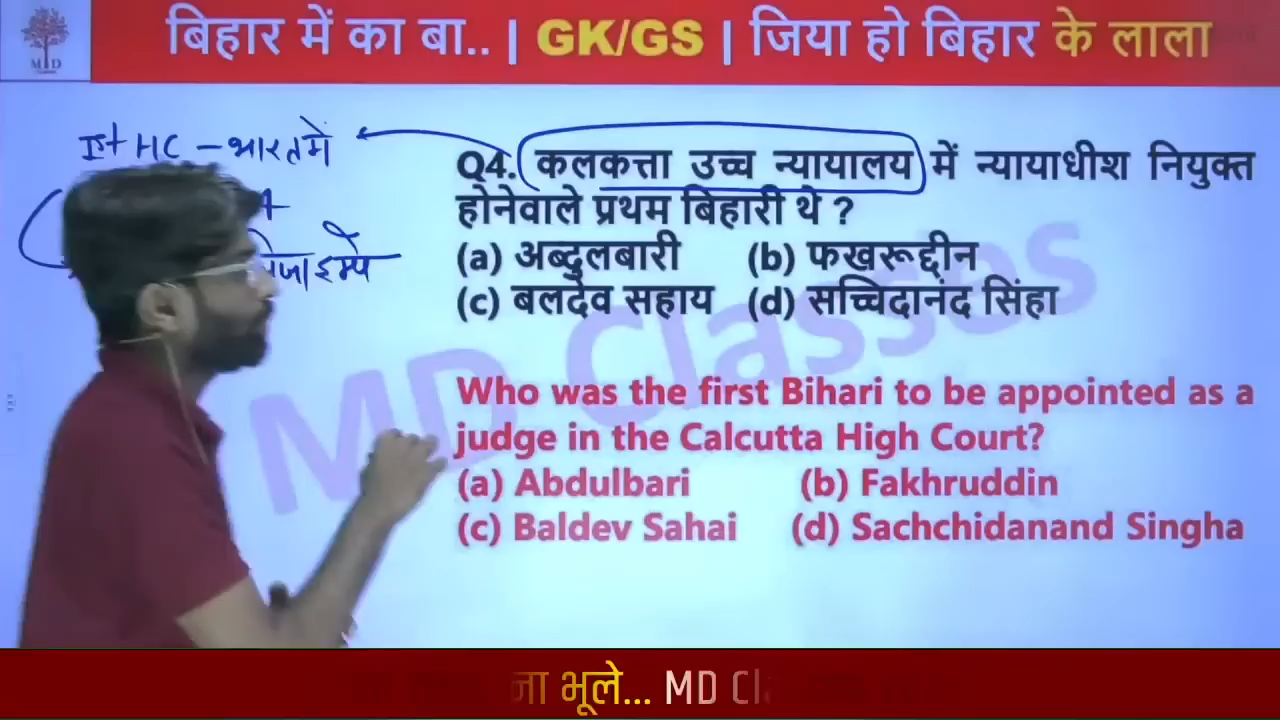 बिहार में का बा.. | GK/GS | जिया हो बिहार के लाला
Ist HC - भारतमे
Q4. कलकत्ता उच्च न्यायालय में न्यायाधीश नियुक्त
होनेवाले प्रथम बिहारी थे ?
(a) अब्दुलबारी (b) फखरूद्दीन
(c) बलदेव सहाय (d) सच्चिदानंद सिंहा
Who was the first Bihari to be appointed as a
judge in the Calcutta High Court?
(a) Abdulbari (b) Fakhruddin
(c) Baldev Sahai (d) Sachchidanand Singha
MD Classes
ना भूले... MD